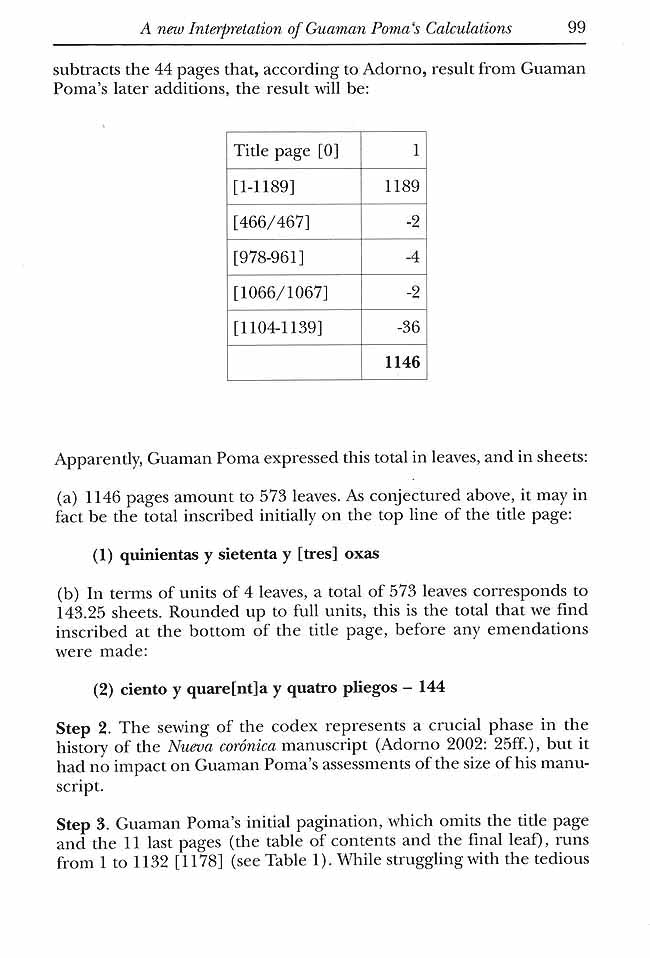 A new Interpretation of Guaman Poma‘s Calculations 99
subtracts the 44 pages that, according to Adorno, result from Guaman
Poma's later additions, the result will be:
Title page [0] 1
[1-1189] 1189
[466/467] -2
[978-961] -4
[1066/1067] -2
[1104-1139] -36
1146
Apparently, Guaman Poma expressed this total in leaves, and in sheets:
(a) 1146 pages amount to 573 leaves. As conjectured above, it may in
fact be the total inscribed initially on the top line of the title page:
(1) quinientas y sietenta y [tres] oxas
(b) In terms of units of 4 leaves, a total of 573 leaves corresponds to
143.25 sheets. Rounded up to full units, this is the total that we find
inscribed at the bottom of the title page, before any emendations
were made:
(2) ciento y quare[nt]a y quatro pliegos – 144
Step 2. The sewing of the codex represents a crucial phase in the
history of the Nueva corónica manuscript (Adorno 2002: 25ff.), but it
had no impact on Guaman Poma's assessments of the size of his manu-
script.
Step 3. Guaman Poma's initial pagination, which omits the title page
and the 11 last pages (the table of contents and the final leaf), runs
from 1 to 1132 [1178] (see Table 1). While struggling with the tedious